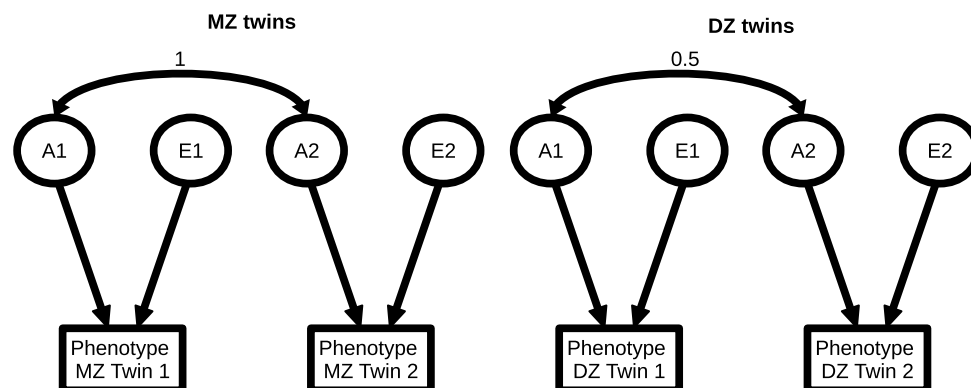 MZ twins
DZ twins
1
0.5
A1
E1
A2
E2
A1
E1
A2
E2
Phenotype
MZ Twin 1
Phenotype
MZ Twin 2
Phenotype
DZ Twin 1
Phenotype
DZ Twin 2